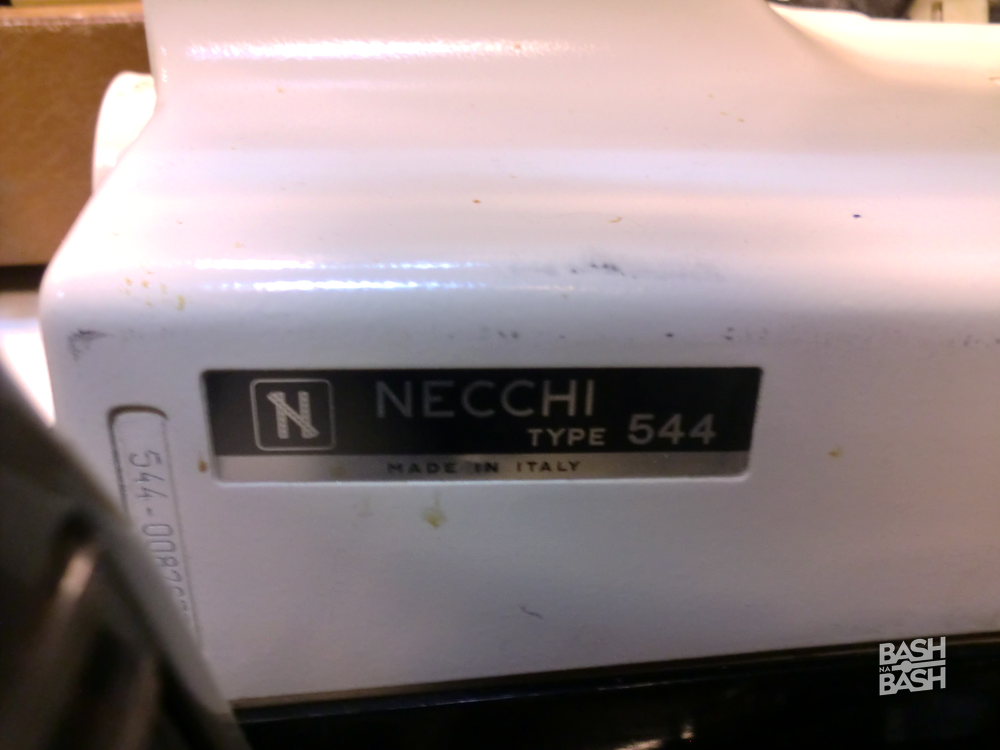 NECCHI
TYPE 544
MADE IN ITALY
BASH
NA
BASH